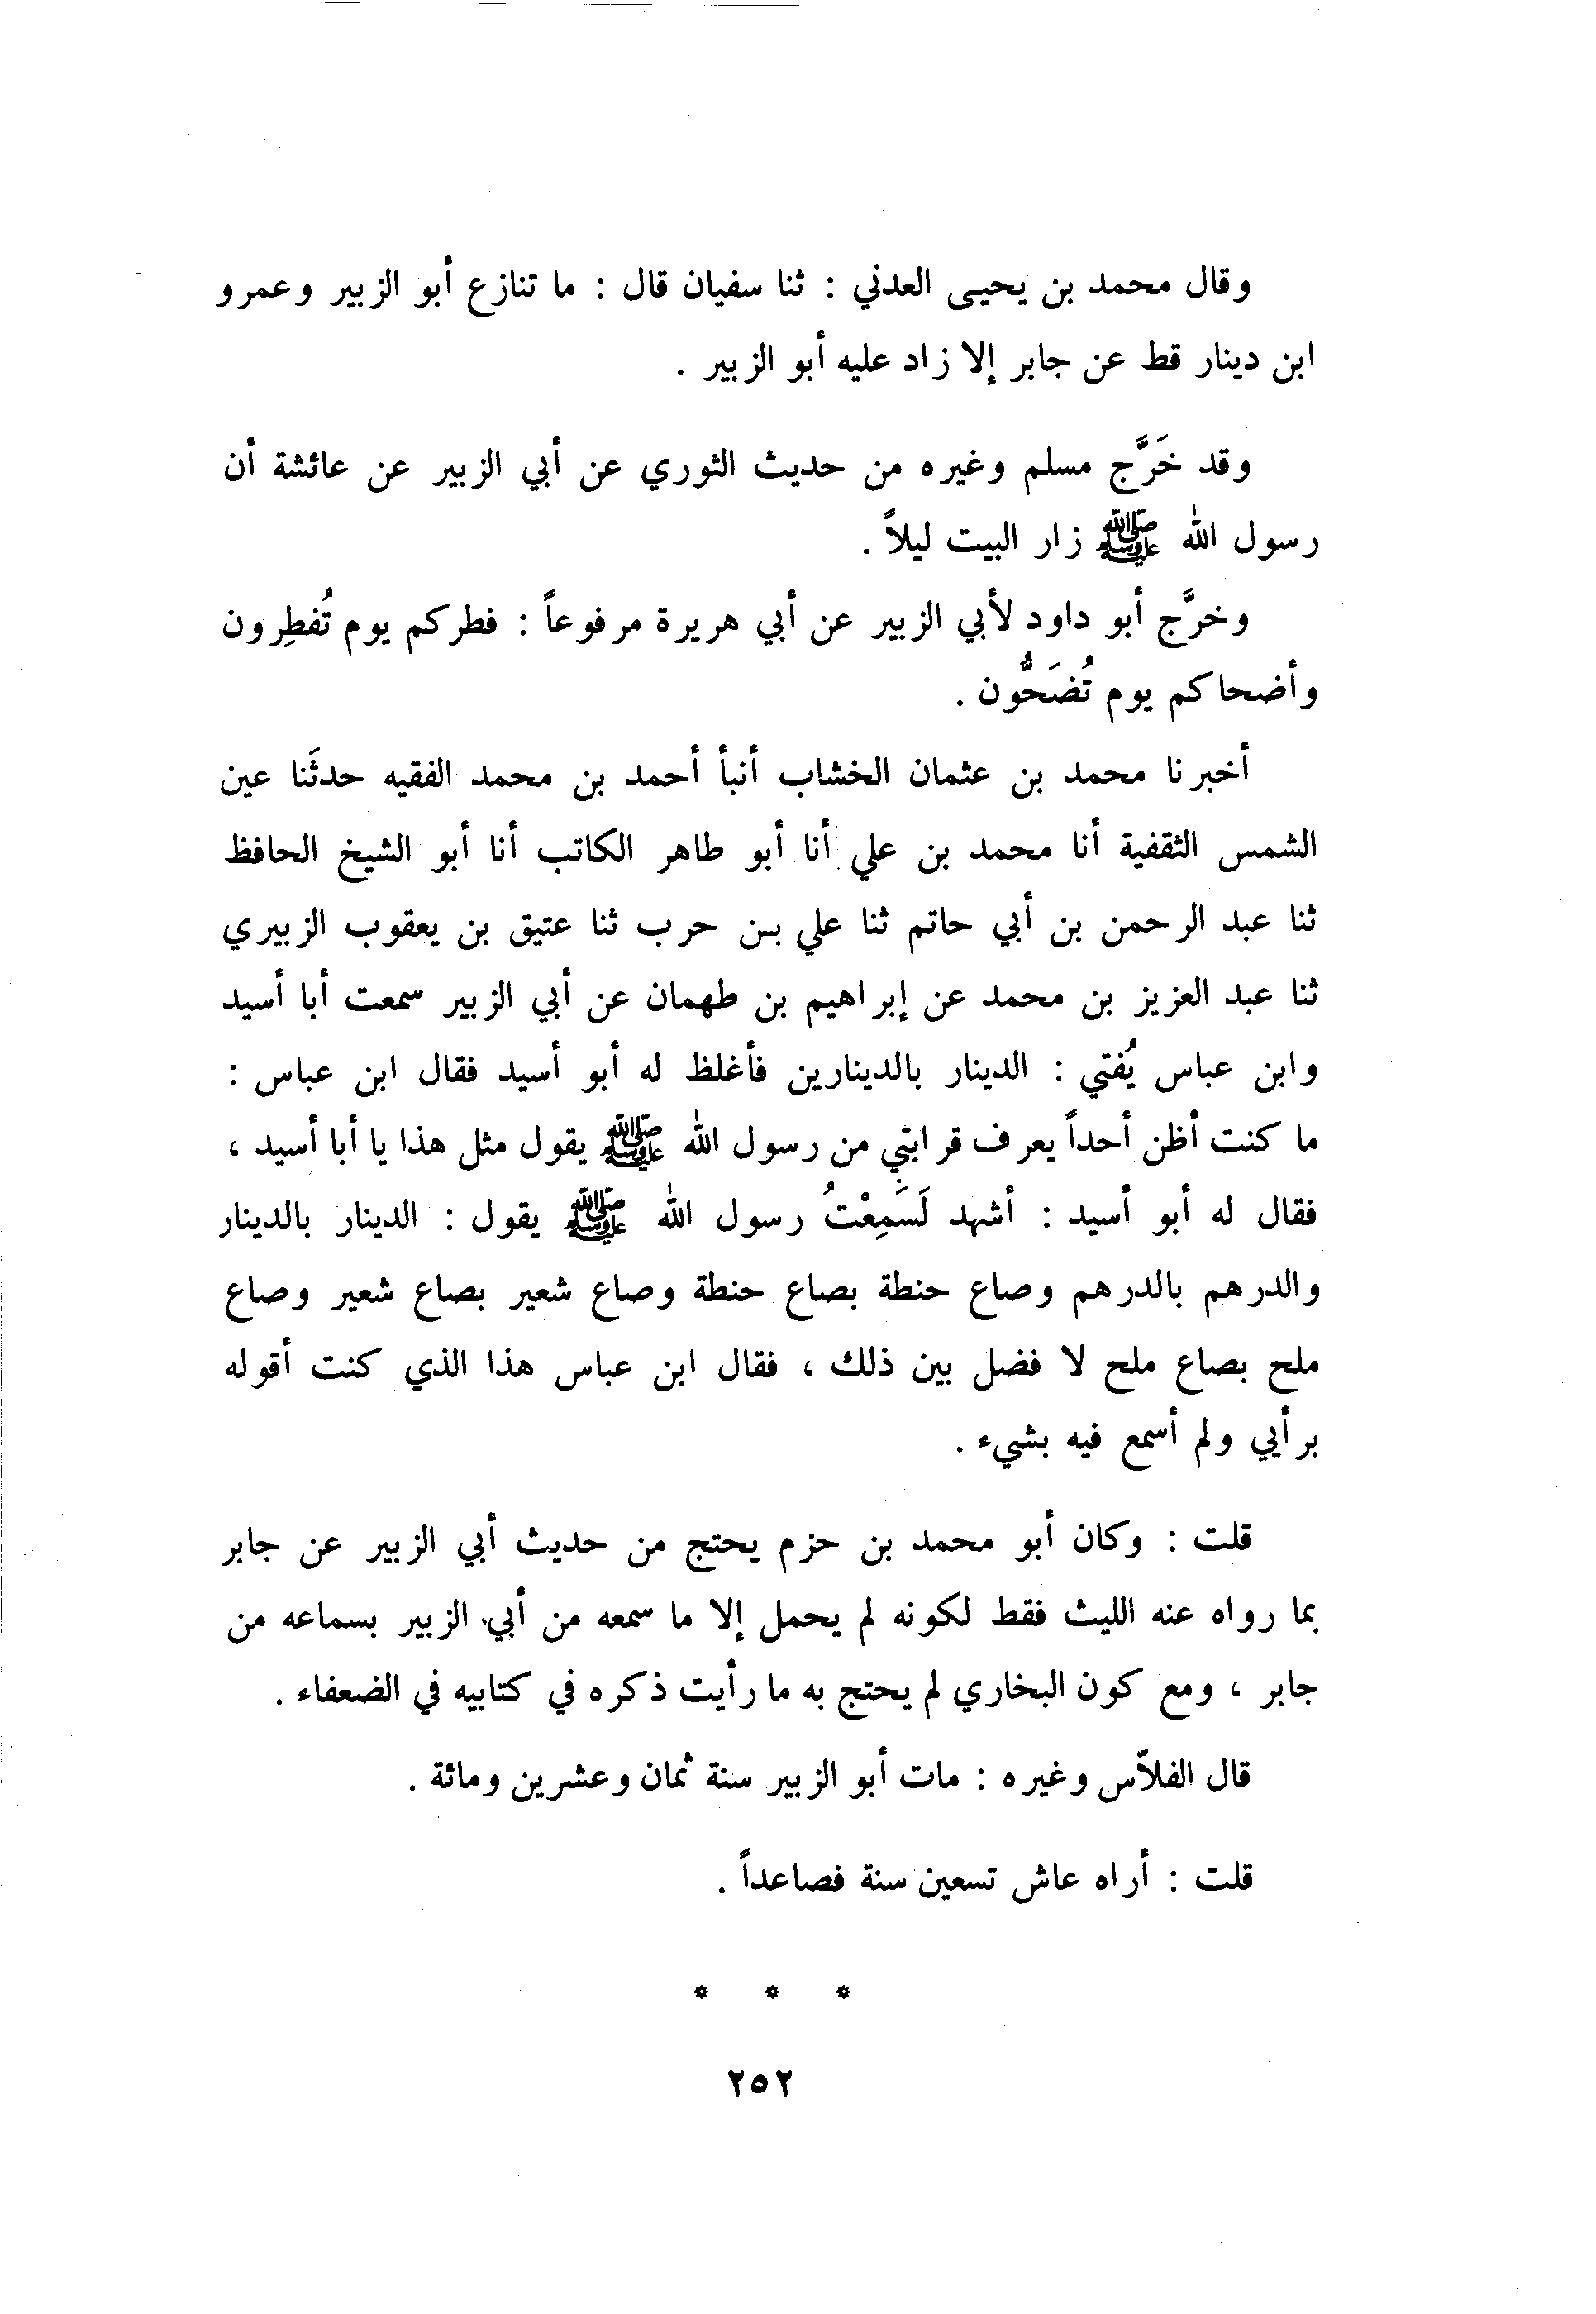 وقال محمد بن يحيى العدني : ثنا سفيان قال : ما تنازع أبو الزبير وعمرو
ابن دينار قط عن جابر إلا زاد عليه أبو الزبير .
وقد خَرَّج مسلم وغيره من حديث الثوري عن أبي الزبير عن عائشة أن
رسول الله ﷺ زار البيت ليلاً .
وخرَّج أبو داود لأبي الزبير عن أبي هريرة مرفوعاً : فطركم يوم تُفطِرون
وأضحاكم يوم تُضَحُّون .
أخبرنا محمد بن عثمان الخشاب أنبأ أحمد بن محمد الفقيه حدثَنا عين
الشمس الثقفية أنا محمد بن علي أنا أبو طاهر الكاتب أنا أبو الشيخ الحافظ
ثنا عبد الرحمن بن أبي حاتم ثنا علي بن حرب ثنا عتيق بن يعقوب الزبيري
ثنا عبد العزيز بن محمد عن إبراهيم بن طهمان عن أبي الزبير سمعت أبا أسيد
وابن عباس يُفتي : الدينار بالدينارين فأغلظ له أبو أسيد فقال ابن عباس :
ما كنت أظن أحداً يعرف قرابتي من رسول الله ﷺ يقول مثل هذا يا أبا أسيد ،
فقال له أبو أسيد : أشهد لَسَمِعْتُ رسول الله ﷺ يقول : الدينار بالدينار
والدرهم بالدرهم وصاع حنطة بصاع حنطة وصاع شعير بصاع شعير وصاع
ملح بصاع ملح لا فضل بين ذلك ، فقال ابن عباس هذا الذي كنت أقوله
برأيي ولم أسمع فيه بشيء .
قلت : وكان أبو محمد بن حزم يحتج من حديث أبي الزبير عن جابر
بما رواه عنه الليث فقط لكونه لم يحمل إلا ما سمعه من أبي الزبير بسماعه من
جابر ، ومع كون البخاري لم يحتج به ما رأيت ذكره في كتابيه في الضعفاء .
قال الفلاّس وغيره : مات أبو الزبير سنة ثمان وعشرين ومائة .
قلت : أراه عاش تسعين سنة فصاعداً .
* * *
٢٥٢